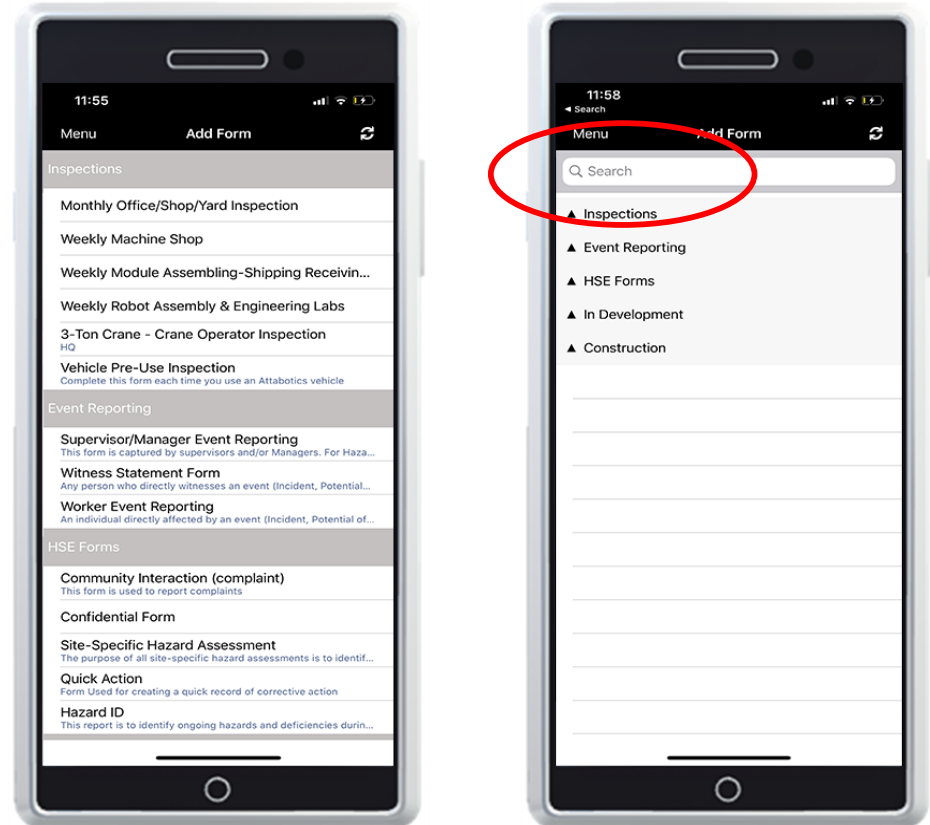 11:55
Menu
Add Form
Inspections
Monthly Office/Shop/Yard Inspection
Weekly Machine Shop
Weekly Module Assembling-Shipping Receivin...
Weekly Robot Assembly & Engineering Labs
3-Ton Crane - Crane Operator Inspection
HQ
Vehicle Pre-Use Inspection
Complete this form each time you use an Attabotics vehicle
Event Reporting
Supervisor/Manager Event Reporting
This form is captured by supervisors and/or Managers. For Haza...
Witness Statement Form
Any person who directly witnesses an event (Incident, Potential...
Worker Event Reporting
An individual directly affected by an event (Incident, Potential of...
HSE Forms
Community Interaction (complaint)
This form is used to report complaints
Confidential Form
Site-Specific Hazard Assessment
The purpose of all site-specific hazard assessments is to identif...
Quick Action
Form Used for creating a quick record of corrective action
Hazard ID
This report is to identify ongoing hazards and deficiencies durin...
11:58
Search
Menu
Add Form
Search
Inspections
Event Reporting
HSE Forms
In Development
Construction